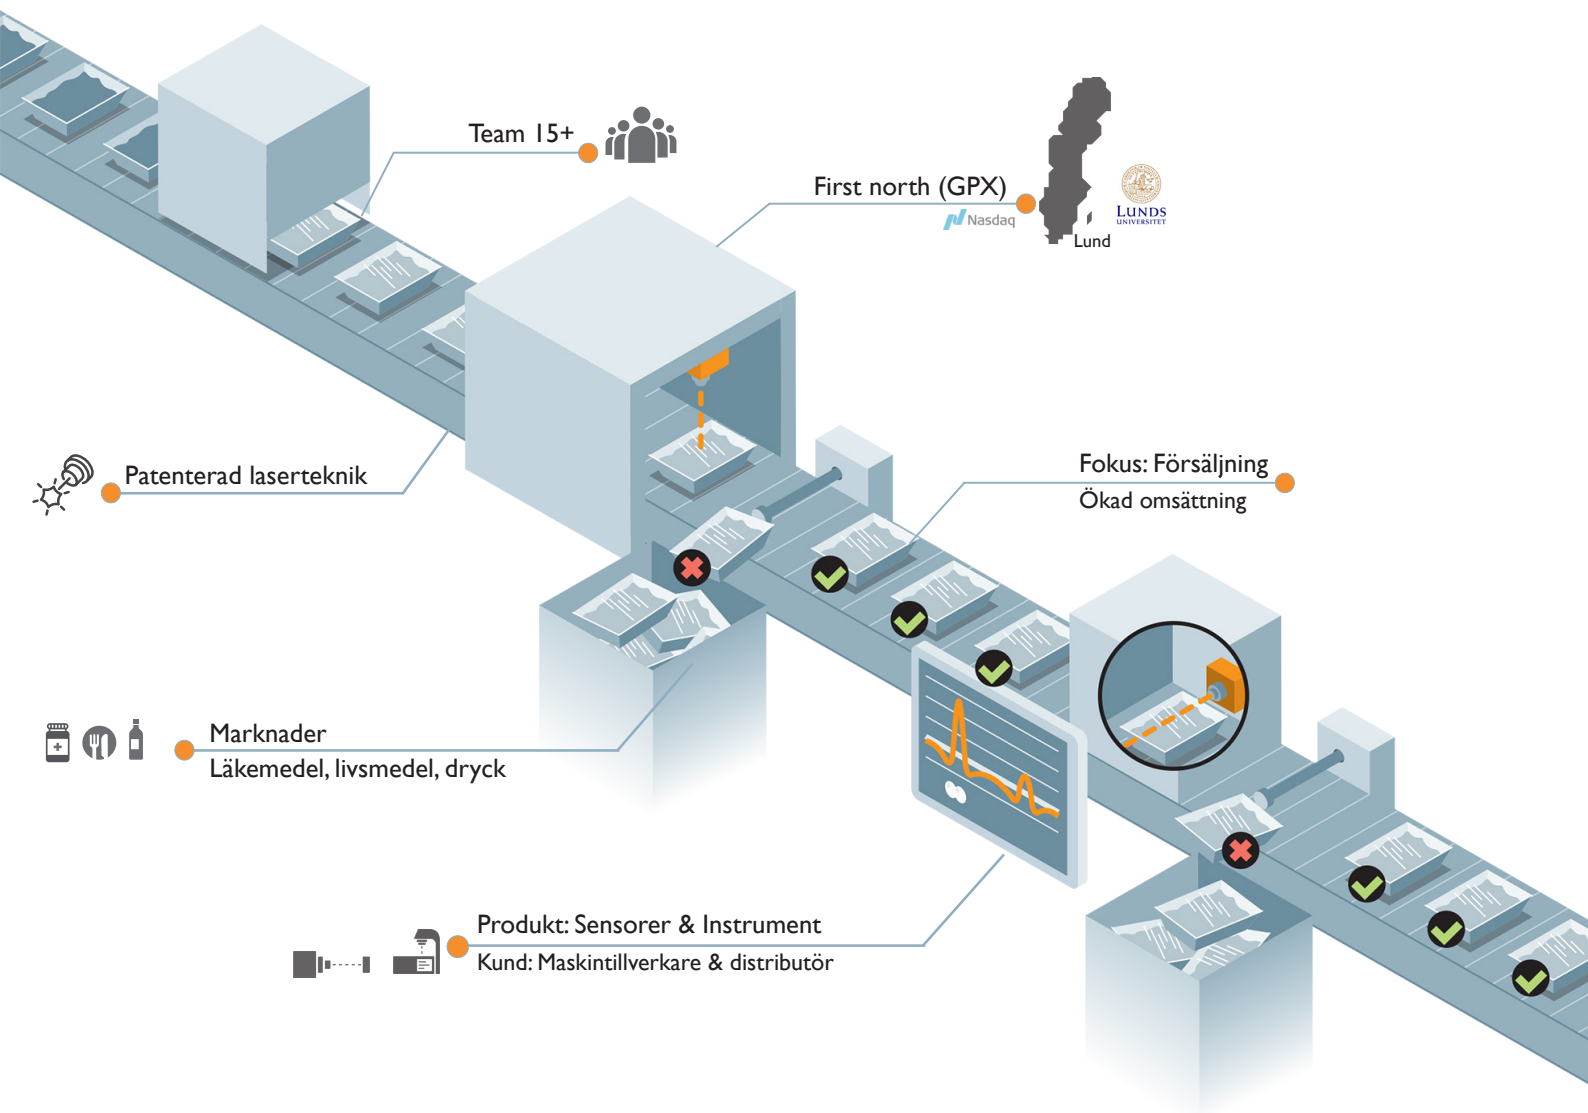 Team 15+
First north (GPX)
Nasdaq
LUNDS
UNIVERSITET
Lund
Patenterad laserteknik
Fokus: Försäljning
Ökad omsättning
Marknader
Läkemedel, livsmedel, dryck
Produkt: Sensorer & Instrument
Kund: Maskintillverkare & distributör